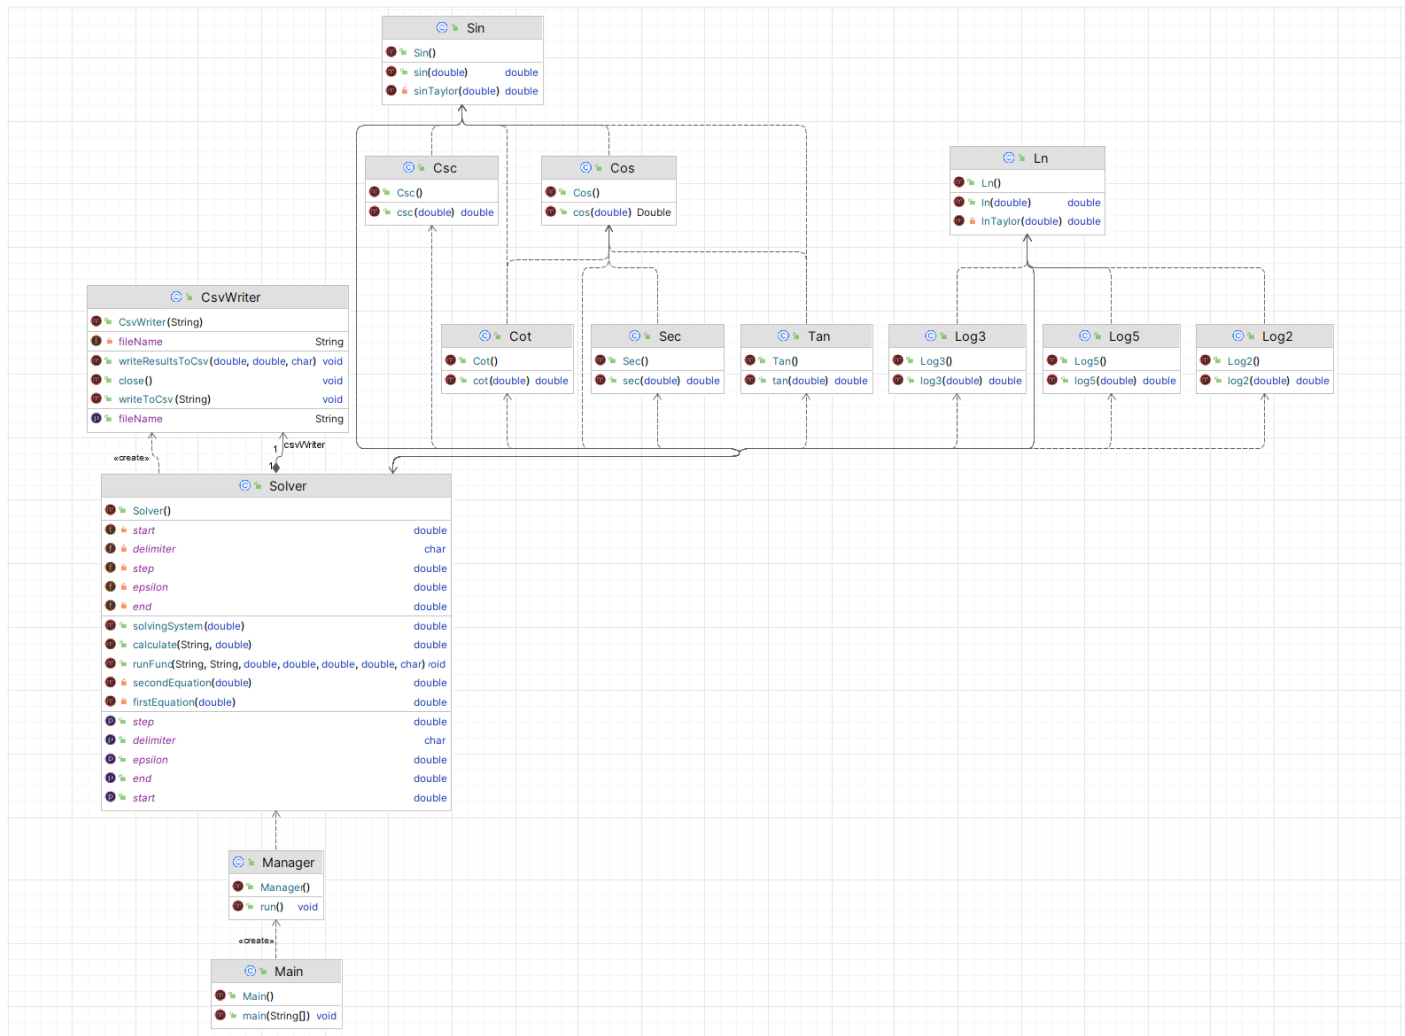 Sin
Sin()
sin(double) double
sinTaylor(double) double
Csc
Csc()
csc(double) double
Cos
Cos()
cos(double) Double
Ln
Ln()
ln(double) double
lnTaylor(double) double
CsvWriter
CsvWriter(String)
fileName String
writeResultsToCsv(double, double, char) void
close() void
writeToCsv(String) void
fileName String
Cot
Cot()
cot(double) double
Sec
Sec()
sec(double) double
Tan
Tan()
tan(double) double
Log3
Log3()
log3(double) double
Log5
Log5()
log5(double) double
Log2
Log2()
log2(double) double
«create»
1
csvWriter
1
Solver
Solver()
start double
delimiter char
step double
epsilon double
end double
solvingSystem(double) double
calculate(String, double) double
runFunc(String, String, double, double, double, double, char) void
secondEquation(double) double
firstEquation(double) double
step double
delimiter char
epsilon double
end double
start double
Manager
Manager()
run() void
«create»
Main
Main()
main(String[]) void